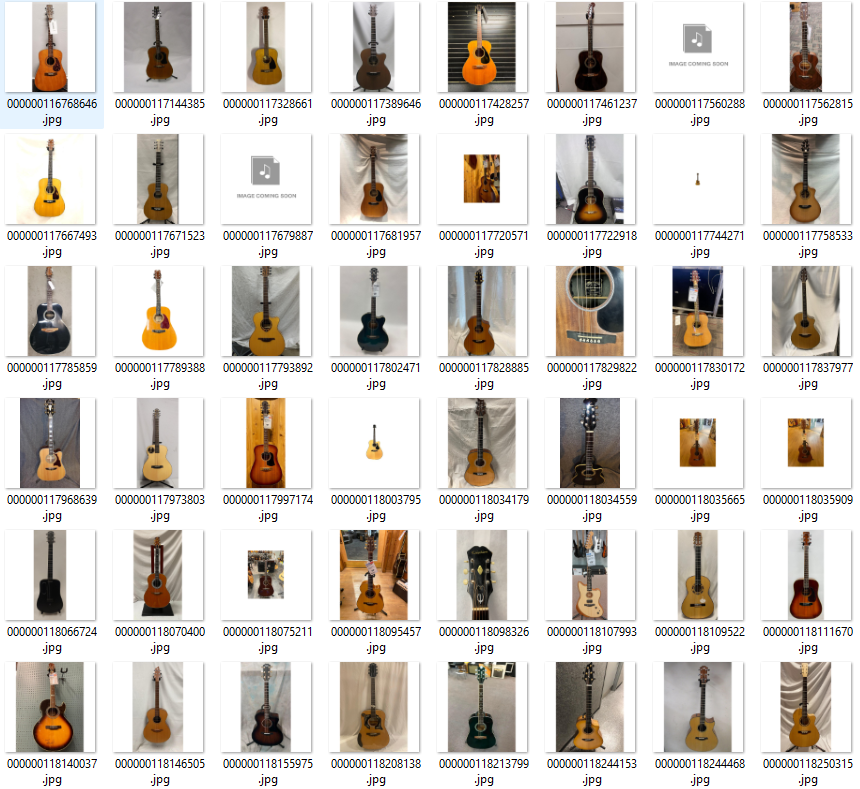 000000116768646
.jpg
000000117144385
.jpg
000000117328661
.jpg
000000117389646
.jpg
000000117428257
.jpg
000000117461237
.jpg
IMAGE COMING SOON
000000117560288
.jpg
000000117562815
.jpg
000000117667493
.jpg
000000117671523
.jpg
IMAGE COMING SOON
000000117679887
.jpg
000000117681957
.jpg
000000117720571
.jpg
000000117722918
.jpg
000000117744271
.jpg
000000117758533
.jpg
000000117785859
.jpg
000000117789388
.jpg
000000117793892
.jpg
000000117802471
.jpg
000000117828885
.jpg
000000117829822
.jpg
000000117830172
.jpg
000000117837977
.jpg
000000117968639
.jpg
000000117973803
.jpg
000000117997174
.jpg
000000118003795
.jpg
000000118034179
.jpg
000000118034559
.jpg
000000118035665
.jpg
000000118035909
.jpg
000000118066724
.jpg
000000118070400
.jpg
000000118075211
.jpg
000000118095457
.jpg
000000118098326
.jpg
000000118107993
.jpg
000000118109522
.jpg
000000118111670
.jpg
000000118140037
.jpg
000000118146505
.jpg
000000118155975
.jpg
000000118208138
.jpg
000000118213799
.jpg
000000118244153
.jpg
000000118244468
.jpg
000000118250315
.jpg